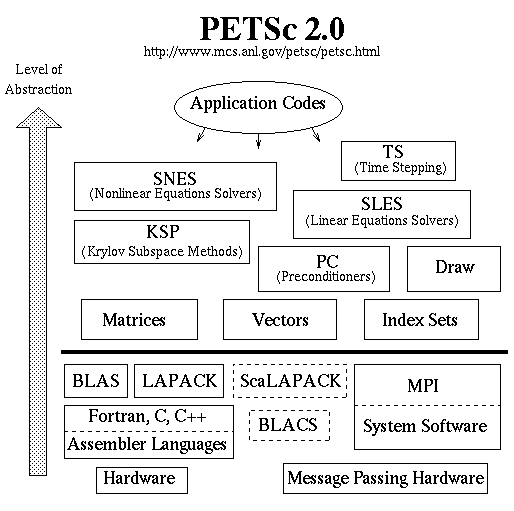 PETSc 2.0
http://www.mcs.anl.gov/petsc/petsc.html
Level of
Abstraction
Application Codes
TS
(Time Stepping)
SNES
(Nonlinear Equations Solvers)
SLES
(Linear Equations Solvers)
KSP
(Krylov Subspace Methods)
PC
(Preconditioners)
Draw
Matrices
Vectors
Index Sets
BLAS
LAPACK
ScaLAPACK
MPI
Fortran, C, C++
BLACS
System Software
Assembler Languages
Hardware
Message Passing Hardware